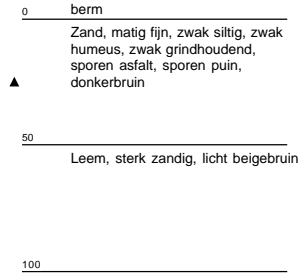 0 berm
Zand, matig fijn, zwak siltig, zwak
humeus, zwak grindhoudend,
sporen asfalt, sporen puin,
donkerbruin
50
Leem, sterk zandig, licht beigebruin
100